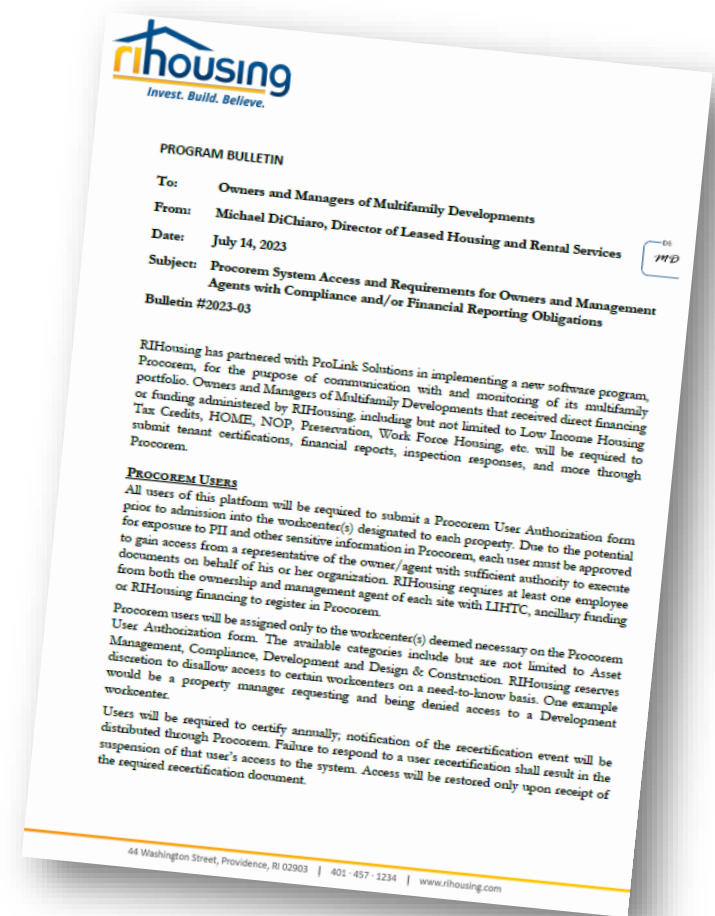 rihousing
Invest. Build. Believe.
PROGRAM BULLETIN
To: Owners and Managers of Multifamily Developments
From: Michael DiChiaro, Director of Leased Housing and Rental Services
DS
MD
Date: July 14, 2023
Subject: Procorem System Access and Requirements for Owners and Management
Agents with Compliance and/or Financial Reporting Obligations
Bulletin #2023-03
RIHousing has partnered with ProLink Solutions in implementing a new software program,
Procorem, for the purpose of communication with and monitoring of its multifamily
portfolio. Owners and Managers of Multifamily Developments that received direct financing
or funding administered by RIHousing, including but not limited to Low Income Housing
Tax Credits, HOME, NOP, Preservation, Work Force Housing, etc. will be required to
submit tenant certifications, financial reports, inspection responses, and more through
Procorem.
PROCOREM USERS
All users of this platform will be required to submit a Procorem User Authorization form
prior to admission into the workcenter(s) designated to each property. Due to the potential
for exposure to PII and other sensitive information in Procorem, each user must be approved
to gain access from a representative of the owner/agent with sufficient authority to execute
documents on behalf of his or her organization. RIHousing requires at least one employee
from both the ownership and management agent of each site with LIHTC, ancillary funding
or RIHousing financing to register in Procorem.
Procorem users will be assigned only to the workcenter(s) deemed necessary on the Procorem
User Authorization form. The available categories include but are not limited to Asset
Management, Compliance, Development and Design & Construction. RIHousing reserves
discretion to disallow access to certain workcenters on a need-to-know basis. One example
would be a property manager requesting and being denied access to a Development
workcenter.
Users will be required to certify annually; notification of the recertification event will be
distributed through Procorem. Failure to respond to a user recertification shall result in the
suspension of that user's access to the system. Access will be restored only upon receipt of
the required recertification document.
44 Washington Street, Providence, RI 02903 | 401 · 457 · 1234 | www.rihousing.com